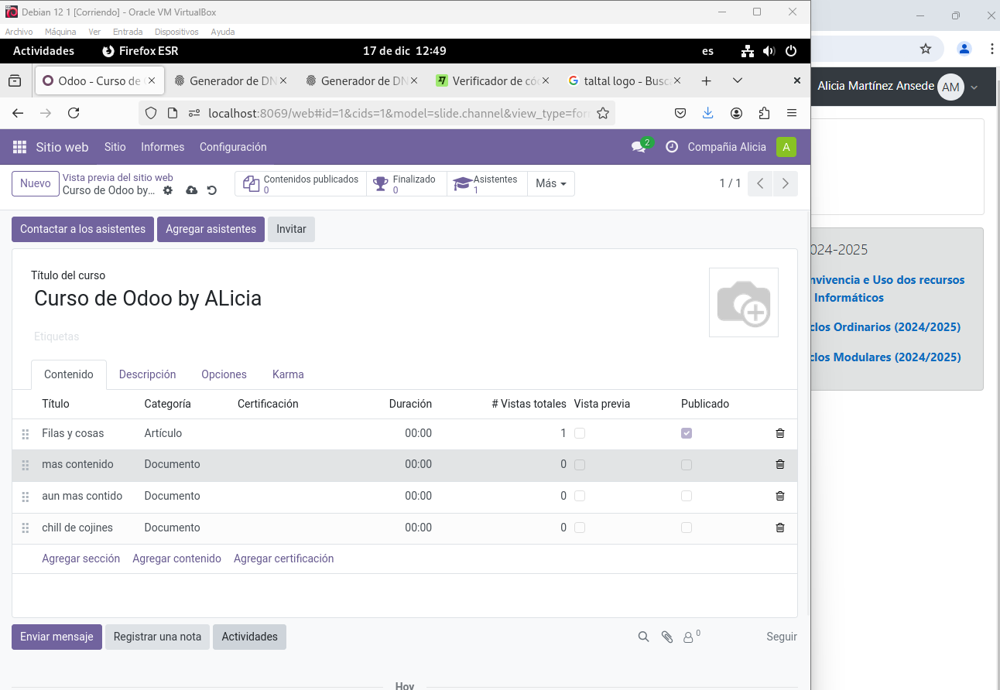 Debian 12 1 [Corriendo] - Oracle VM VirtualBox
Archivo Máquina Ver Entrada Dispositivos Ayuda
Actividades Firefox ESR 17 de dic 12:49 es
Odoo - Curso de Generador de DN Generador de DN Verificador de cóc taltal logo - Busca
localhost:8069/web#id=1&cids=1&model=slide.channel&view_type=for
Alicia Martínez Ansede AM
Sitio web Sitio Informes Configuración 2 Compañia Alicia A
Nuevo
Vista previa del sitio web
Curso de Odoo by...
Contenidos publicados
0
Finalizado
0
Asistentes
1
Más
1 / 1
Contactar a los asistentes Agregar asistentes Invitar
Título del curso
Curso de Odoo by ALicia
Etiquetas
Contenido Descripción Opciones Karma
Título Categoría Certificación Duración # Vistas totales Vista previa Publicado
Filas y cosas Artículo 00:00 1
mas contenido Documento 00:00 0
aun mas contido Documento 00:00 0
chill de cojines Documento 00:00 0
Agregar sección Agregar contenido Agregar certificación
Enviar mensaje Registrar una nota Actividades 0 Seguir
Hoy
024-2025
nvivencia e Uso dos recursos
Informáticos
clos Ordinarios (2024/2025)
clos Modulares (2024/2025)